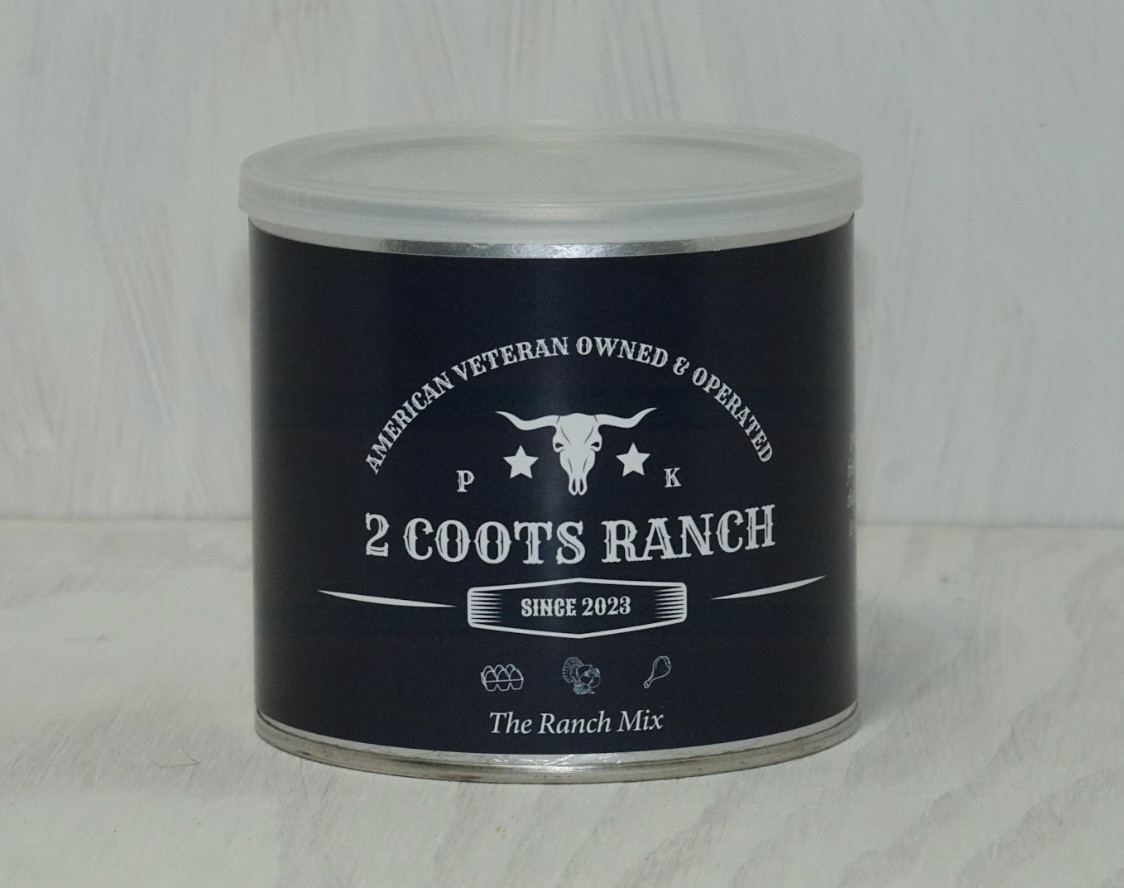 AMERICAN VETERAN OWNED & OPERATED
P K
2 COOTS RANCH
SINCE 2023
The Ranch Mix